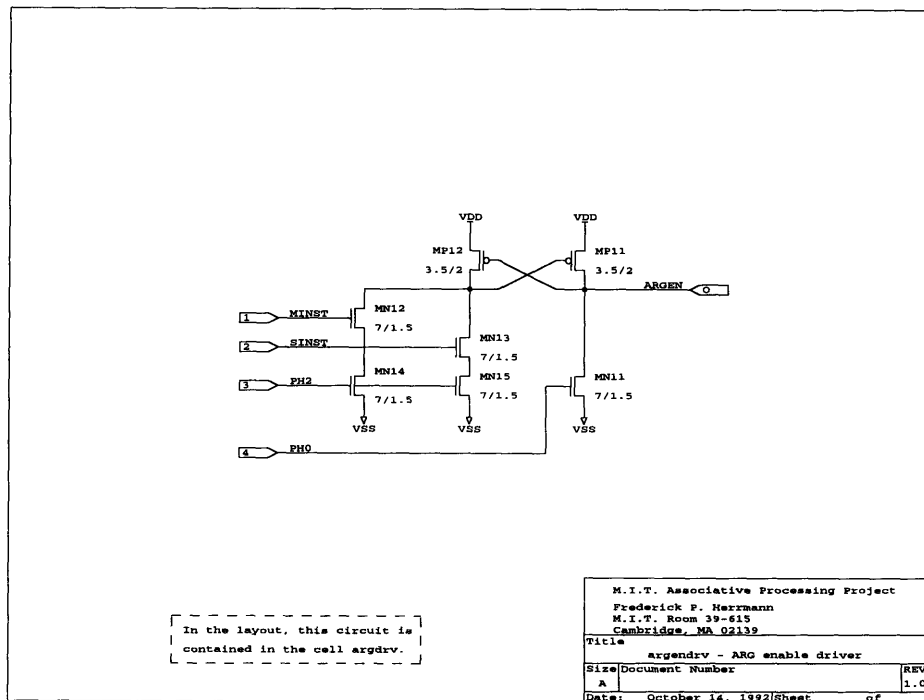 VDD VDD
MP12 MP11
3.5/2 3.5/2
ARGEN O
MN12
1 MINST
7/1.5 MN13
2 SINST
7/1.5
MN14 MN15 MN11
3 PH2
7/1.5 7/1.5 7/1.5
VSS VSS VSS
4 PH0
In the layout, this circuit is
contained in the cell argdrv.
M.I.T. Associative Processing Project
Frederick P. Herrmann
M.I.T. Room 39-615
Cambridge, MA 02139
Title
argendrv - ARG enable driver
Size Document Number REV
A 1.0
Date: October 14, 1992 Sheet of